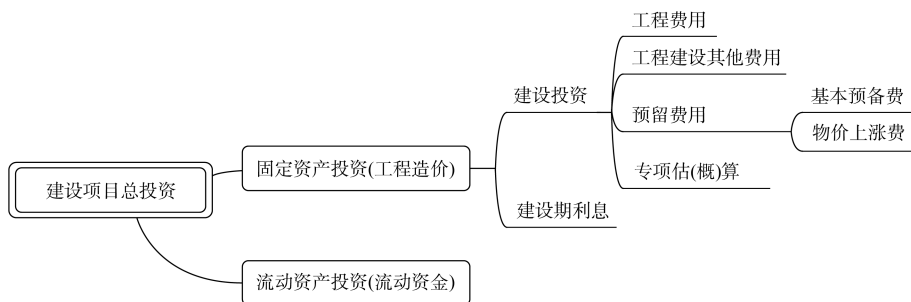 建设项目总投资
固定资产投资(工程造价)
建设投资
工程费用
工程建设其他费用
预留费用
基本预备费
物价上涨费
专项估(概)算
建设期利息
流动资产投资(流动资金)